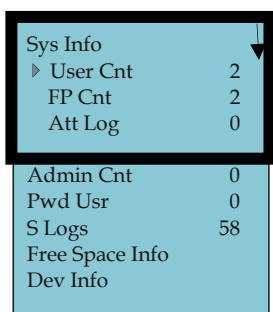 Sys Info
User Cnt 2
FP Cnt 2
Att Log 0
Admin Cnt 0
Pwd Usr 0
S Logs 58
Free Space Info
Dev Info